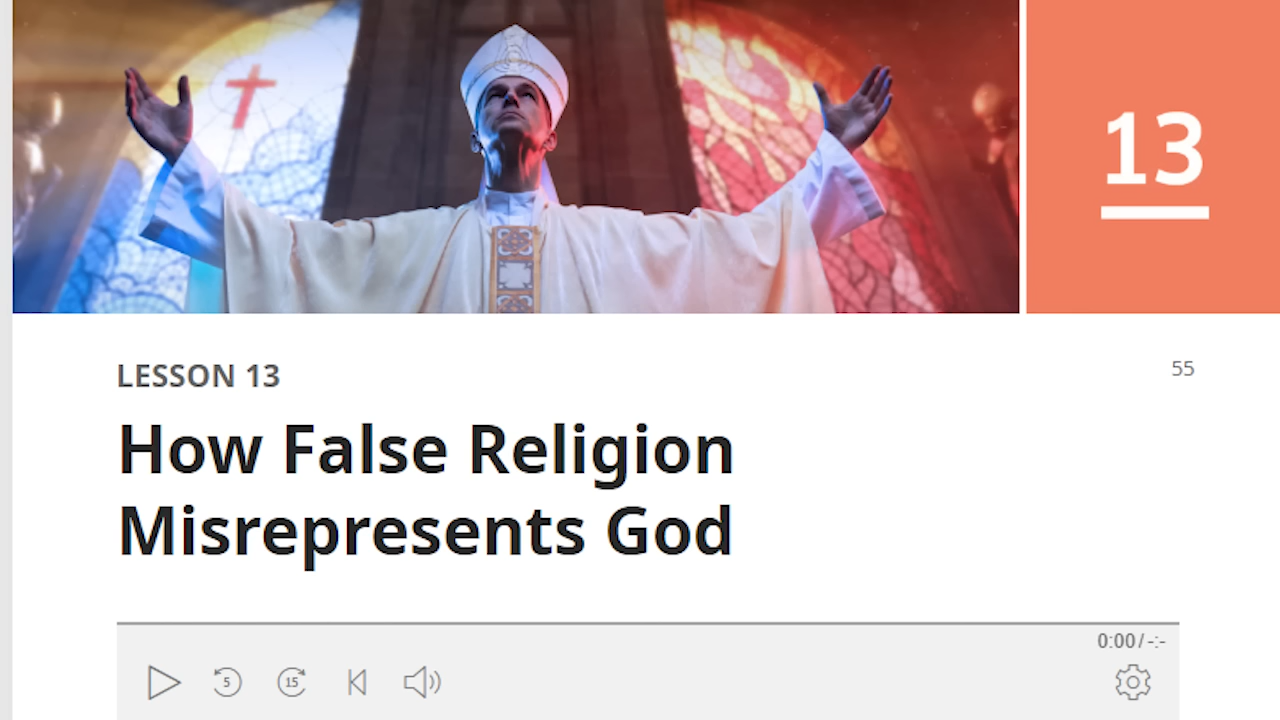 13
LESSON 13
55
How False Religion
Misrepresents God
0:00 / -:-
5
15